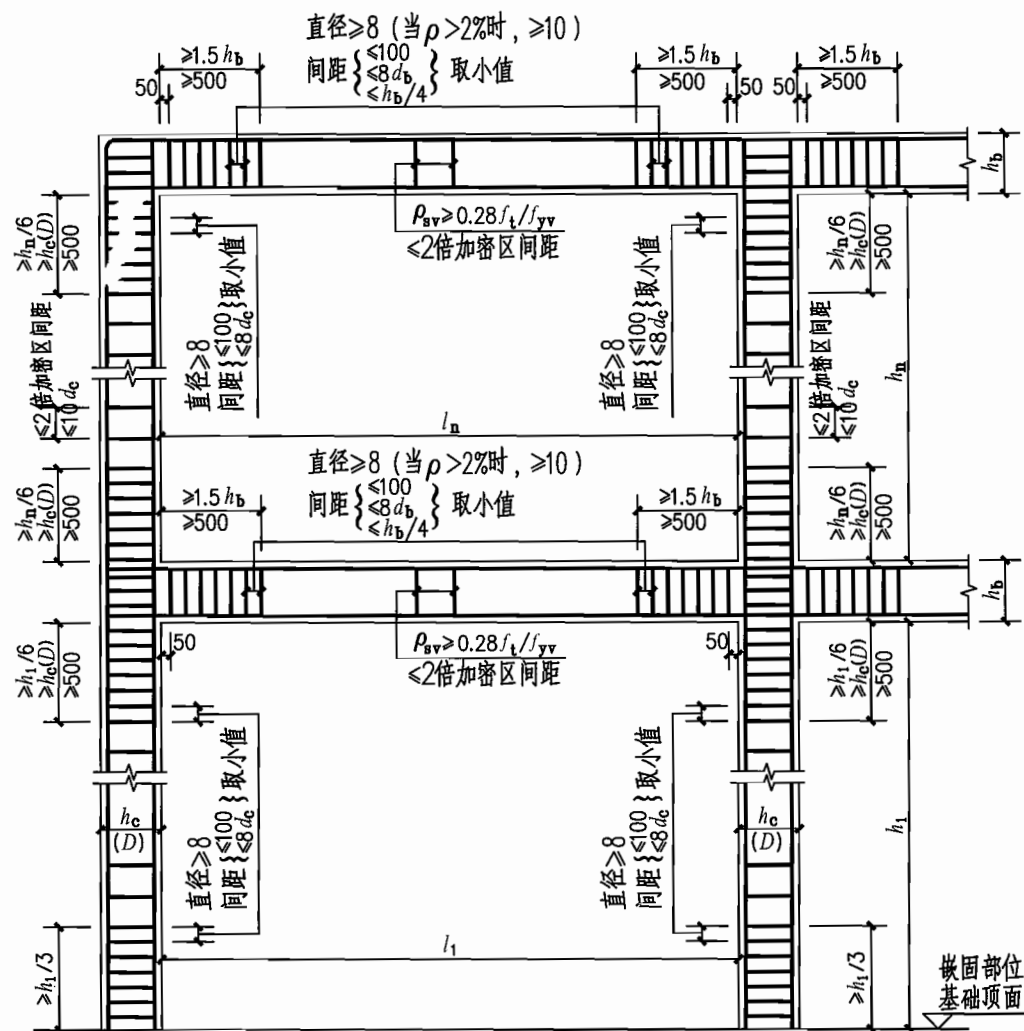 直径≥8（当ρ>2%时，≥10）
间距{≤100 ≤8d_b ≤h_b/4}取小值
≥1.5h_b
≥500
50
≥1.5h_b
≥500
50
50
≥1.5h_b
≥500
h_b
ρ_sv≥0.28f_t/f_yv
≤2倍加密区间距
≥h_n/6
≥h_c(D)
≥500
≥h_n/6
≥h_c(D)
≥500
直径≥8
间距{≤100 ≤8d_c}取小值
直径≥8
间距{≤100 ≤8d_c}取小值
≤2倍加密区间距
≤10d_c
≤2倍加密区间距
≤10d_c
h_n
l_n
直径≥8（当ρ>2%时，≥10）
间距{≤100 ≤8d_b ≤h_b/4}取小值
≥h_n/6
≥h_c(D)
≥500
≥1.5h_b
≥500
≥1.5h_b
≥500
≥h_n/6
≥h_c(D)
≥500
h_b
50
ρ_sv≥0.28f_t/f_yv
≤2倍加密区间距
50
≥h_1/6
≥h_c(D)
≥500
≥h_1/6
≥h_c(D)
≥500
直径≥8
间距{≤100 ≤8d_c}取小值
直径≥8
间距{≤100 ≤8d_c}取小值
h_c
(D)
h_c
(D)
h_1
≥h_1/3
l_1
≥h_1/3
嵌固部位
基础顶面